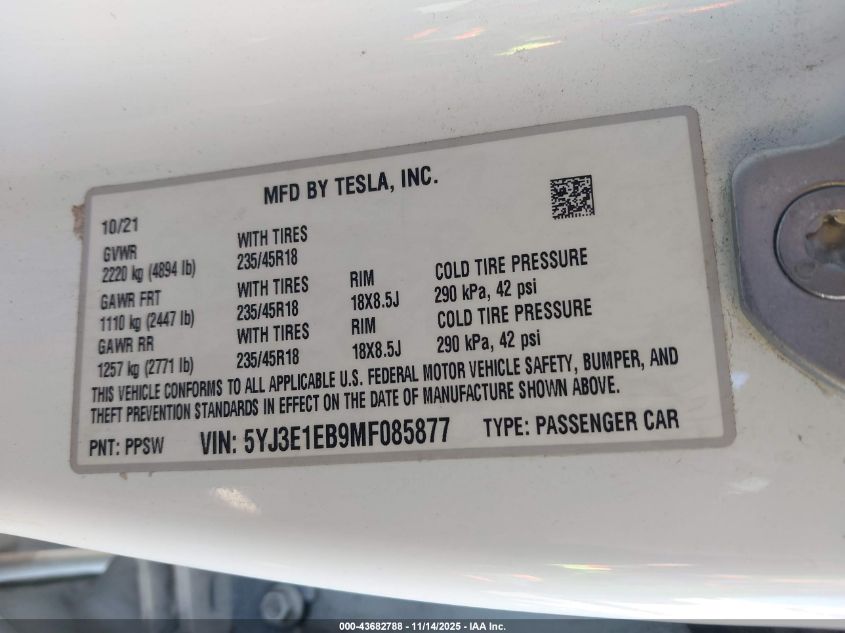 MFD BY TESLA, INC.
10/21
GVWR WITH TIRES
2220 kg (4894 lb) 235/45R18
GAWR FRT WITH TIRES RIM COLD TIRE PRESSURE
1110 kg (2447 lb) 235/45R18 18X8.5J 290 kPa, 42 psi
GAWR RR WITH TIRES RIM COLD TIRE PRESSURE
1257 kg (2771 lb) 235/45R18 18X8.5J 290 kPa, 42 psi
THIS VEHICLE CONFORMS TO ALL APPLICABLE U.S. FEDERAL MOTOR VEHICLE SAFETY, BUMPER, AND
THEFT PREVENTION STANDARDS IN EFFECT ON THE DATE OF MANUFACTURE SHOWN ABOVE.
PNT: PPSW VIN: 5YJ3E1EB9MF085877 TYPE: PASSENGER CAR
000-43682788 - 11/14/2025 - IAA Inc.